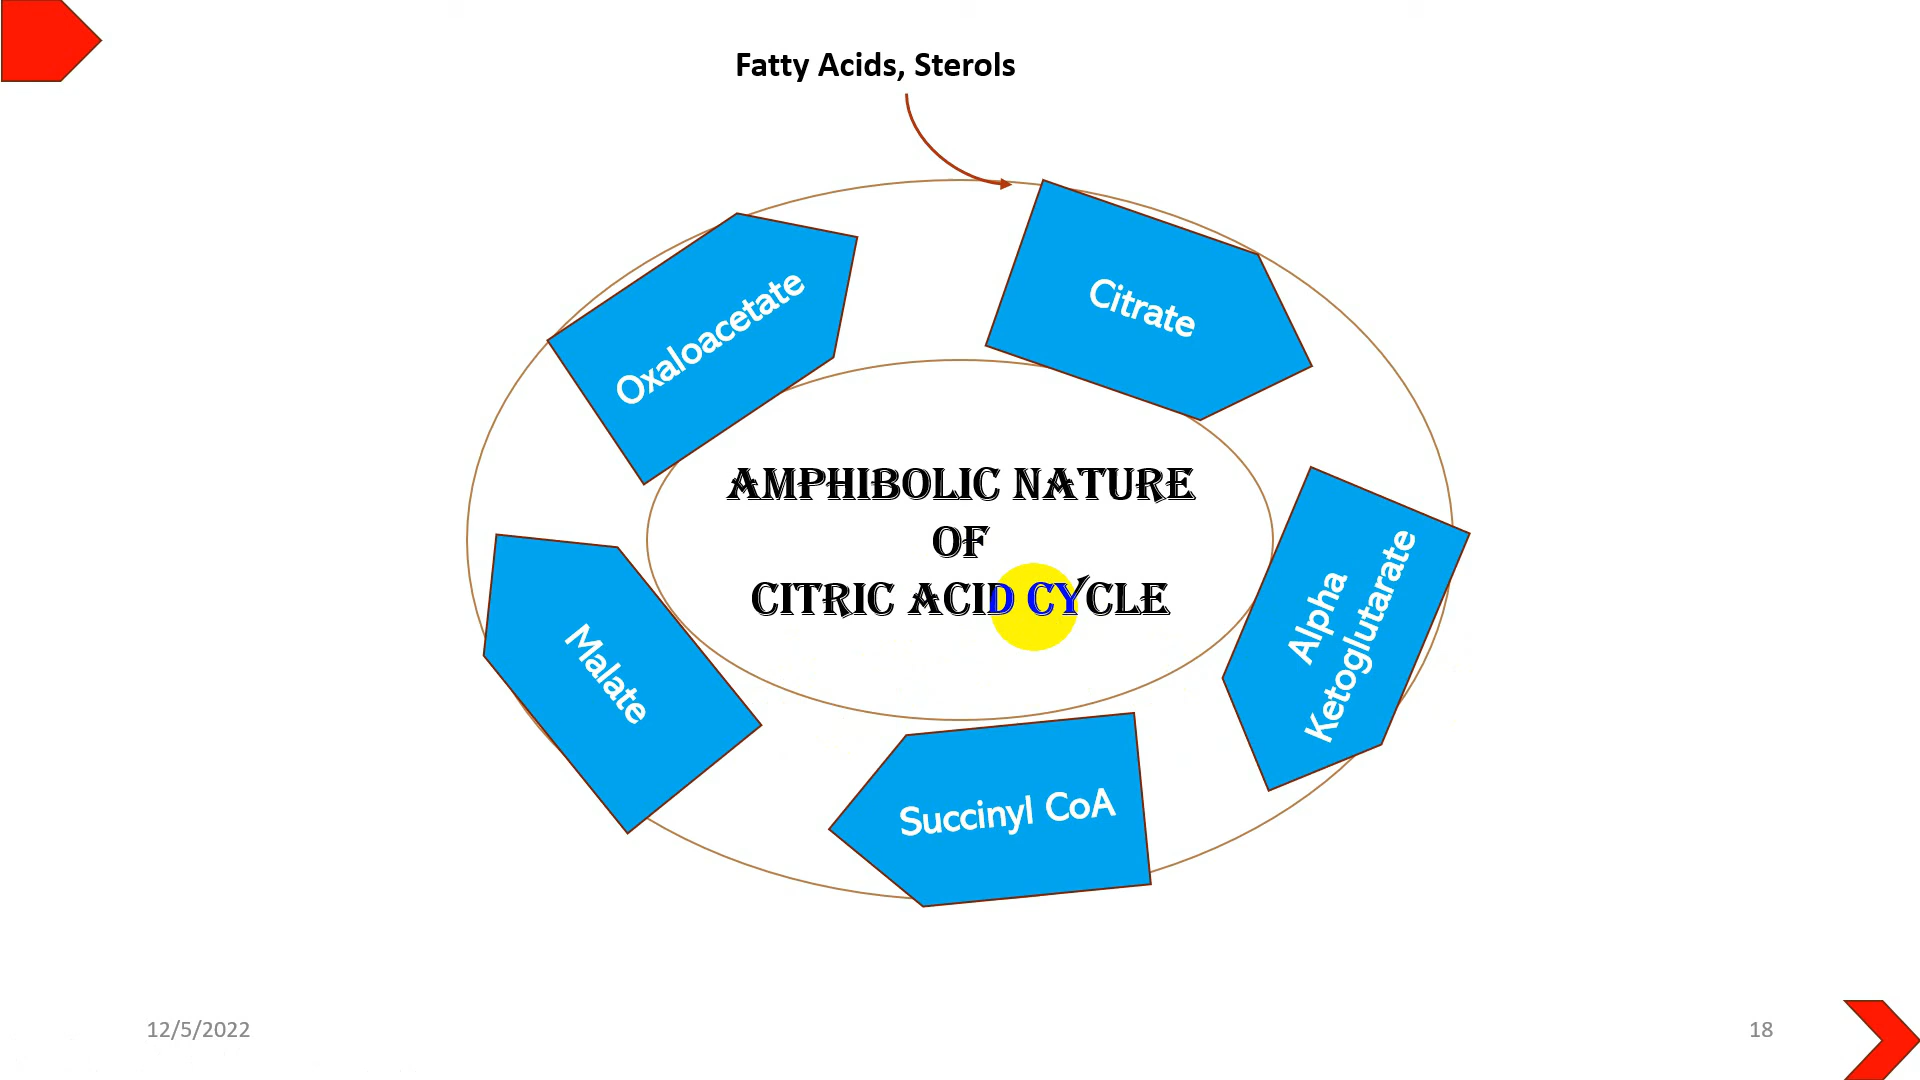 Fatty Acids, Sterols
Citrate
Oxaloacetate
AMPHIBOLIC NATURE
OF
CITRIC ACID CYCLE
Alpha
Ketoglutarate
Malate
Succinyl CoA
12/5/2022
18